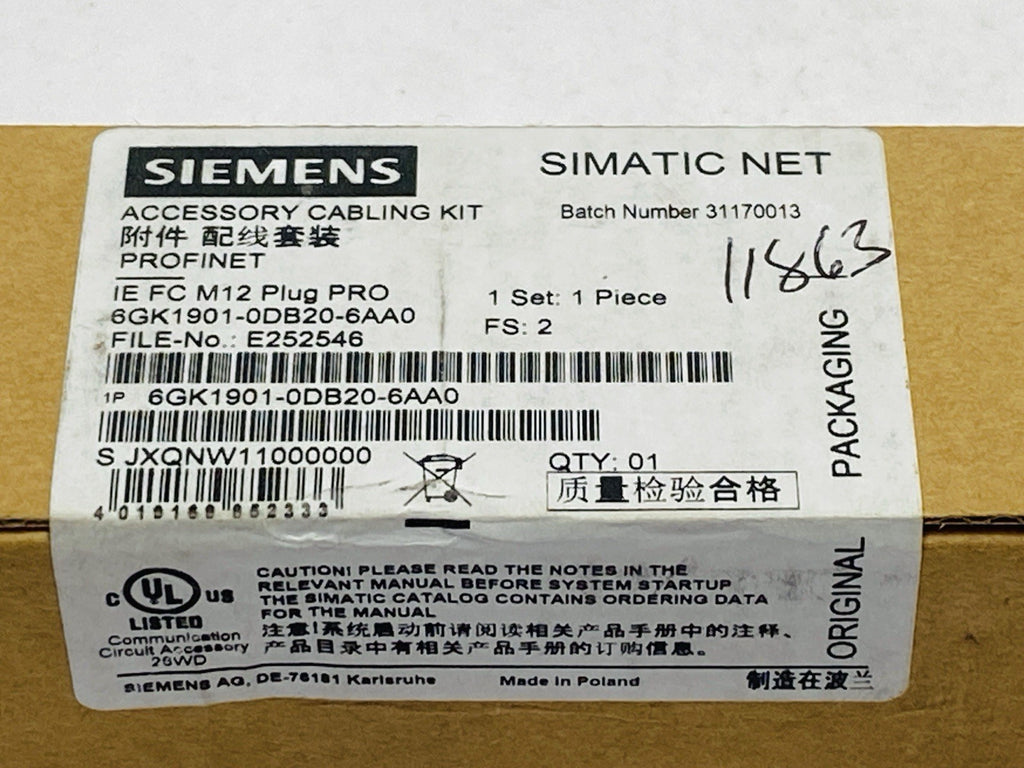 SIEMENS
SIMATIC NET
ACCESSORY CABLING KIT
Batch Number 31170013
附件 配线套装
PROFINET
11863
IE FC M12 Plug PRO
1 Set: 1 Piece
6GK1901-0DB20-6AA0
FS: 2
FILE-No.: E252546
1P 6GK1901-0DB20-6AA0
S JXQNW11000000
QTY: 01
质量检验合格
4 019169 852333
ORIGINAL PACKAGING
C UL US
LISTED
Communication
Circuit Accessory
26WD
CAUTION! PLEASE READ THE NOTES IN THE
RELEVANT MANUAL BEFORE SYSTEM STARTUP
THE SIMATIC CATALOG CONTAINS ORDERING DATA
FOR THE MANUAL
注意!系统启动前请阅读相关产品手册中的注释、
产品目录中有相关产品手册的订购信息。
SIEMENS AG, DE-76181 Karlsruhe
Made in Poland
制造在波兰